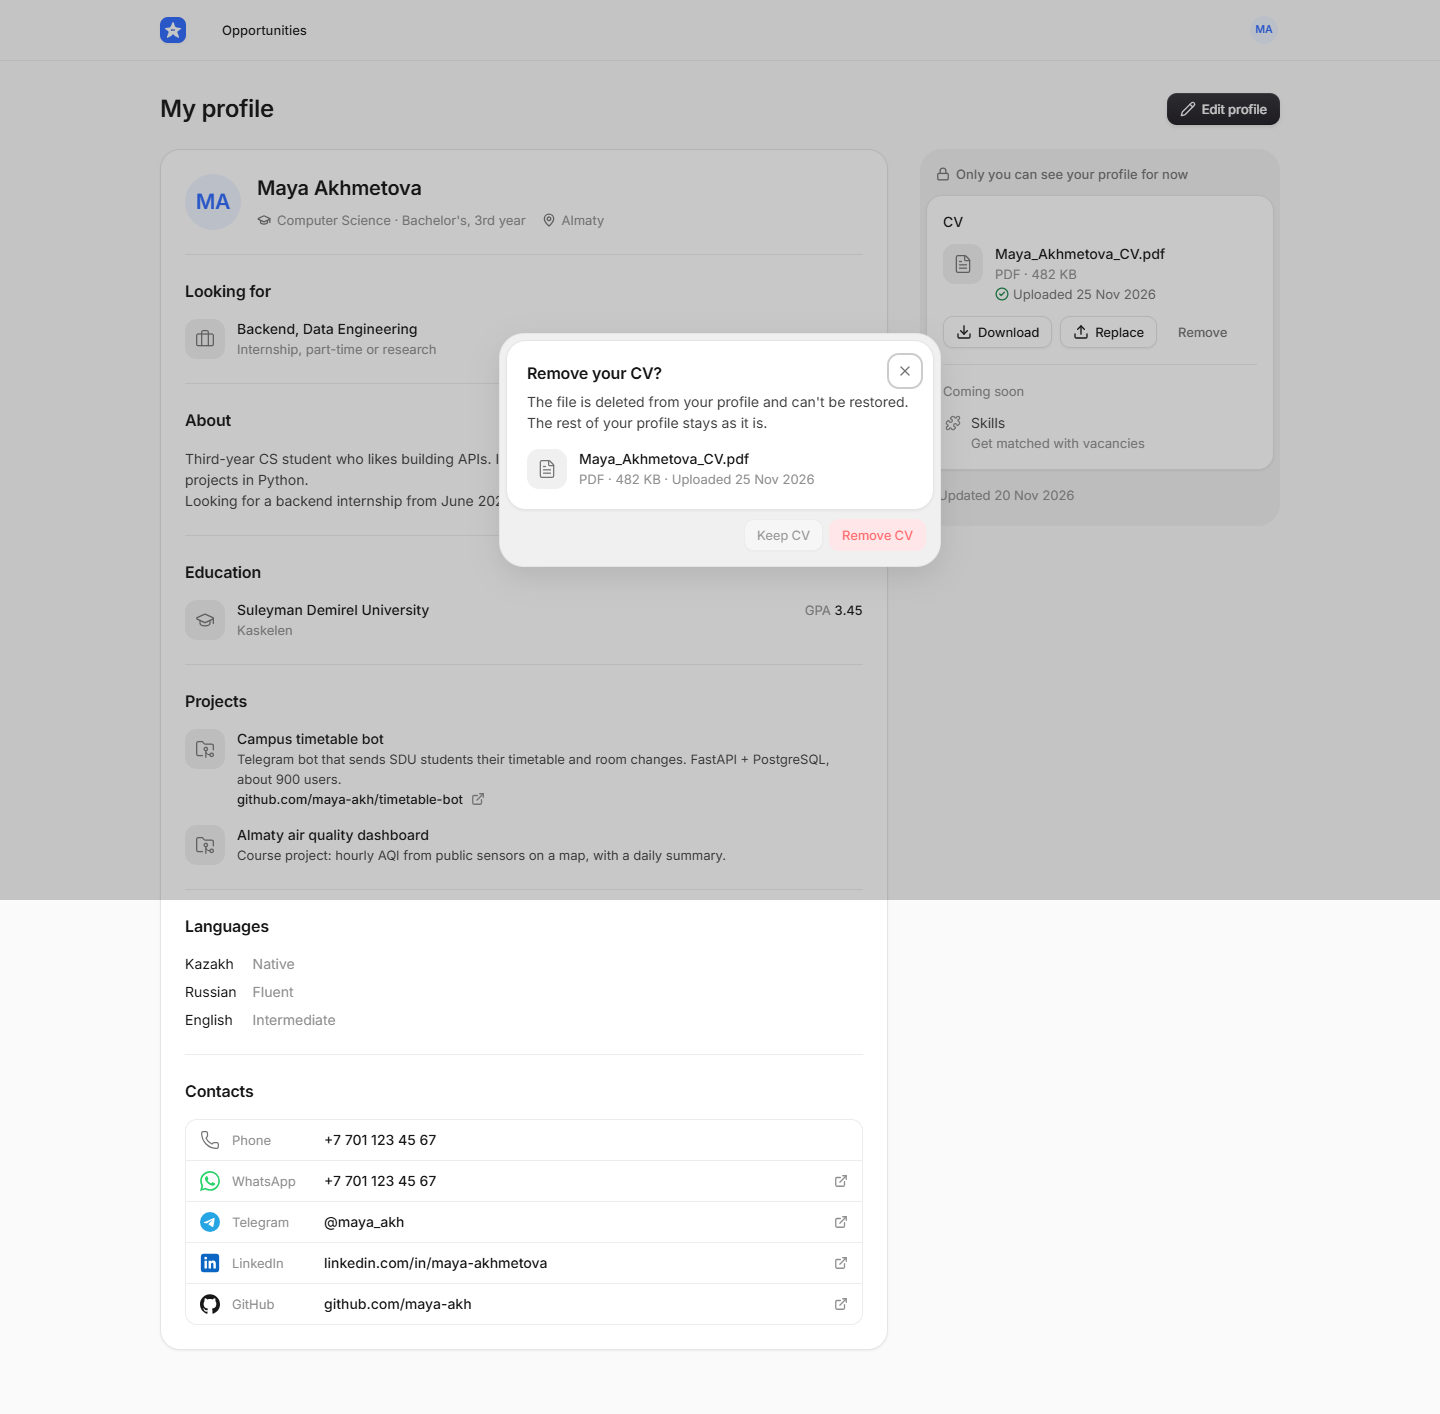 Opportunities
MA
My profile
Edit profile
MA
Maya Akhmetova
Computer Science · Bachelor's, 3rd year
Almaty
Looking for
Backend, Data Engineering
Internship, part-time or research
About
Third-year CS student who likes building APIs.
projects in Python.
Looking for a backend internship from June
Education
Suleyman Demirel University
Kaskelen
GPA 3.45
Projects
Campus timetable bot
Telegram bot that sends SDU students their timetable and room changes. FastAPI + PostgreSQL,
about 900 users.
github.com/maya-akh/timetable-bot
Almaty air quality dashboard
Course project: hourly AQI from public sensors on a map, with a daily summary.
Languages
Kazakh Native
Russian Fluent
English Intermediate
Contacts
Phone +7 701 123 45 67
WhatsApp +7 701 123 45 67
Telegram @maya_akh
LinkedIn linkedin.com/in/maya-akhmetova
GitHub github.com/maya-akh
Only you can see your profile for now
CV
Maya_Akhmetova_CV.pdf
PDF · 482 KB
Uploaded 25 Nov 2026
Download
Replace
Remove
Coming soon
Skills
Get matched with vacancies
Updated 20 Nov 2026
Remove your CV?
The file is deleted from your profile and can't be restored.
The rest of your profile stays as it is.
Maya_Akhmetova_CV.pdf
PDF · 482 KB · Uploaded 25 Nov 2026
Keep CV
Remove CV